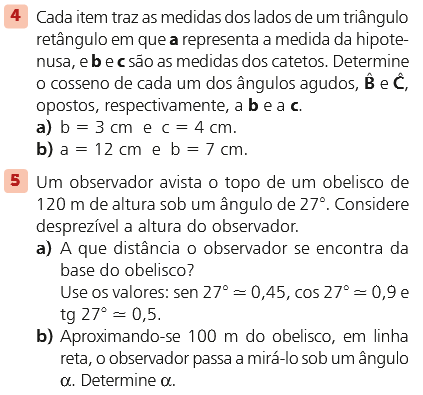 4 Cada item traz as medidas dos lados de um triângulo
retângulo em que a representa a medida da hipote-
nusa, e b e c são as medidas dos catetos. Determine
o cosseno de cada um dos ângulos agudos, B̂ e Ĉ,
opostos, respectivamente, a b e a c.
a) b = 3 cm e c = 4 cm.
b) a = 12 cm e b = 7 cm.
5 Um observador avista o topo de um obelisco de
120 m de altura sob um ângulo de 27°. Considere
desprezível a altura do observador.
a) A que distância o observador se encontra da
base do obelisco?
Use os valores: sen 27° ≃ 0,45, cos 27° ≃ 0,9 e
tg 27° ≃ 0,5.
b) Aproximando-se 100 m do obelisco, em linha
reta, o observador passa a mirá-lo sob um ângulo
α. Determine α.